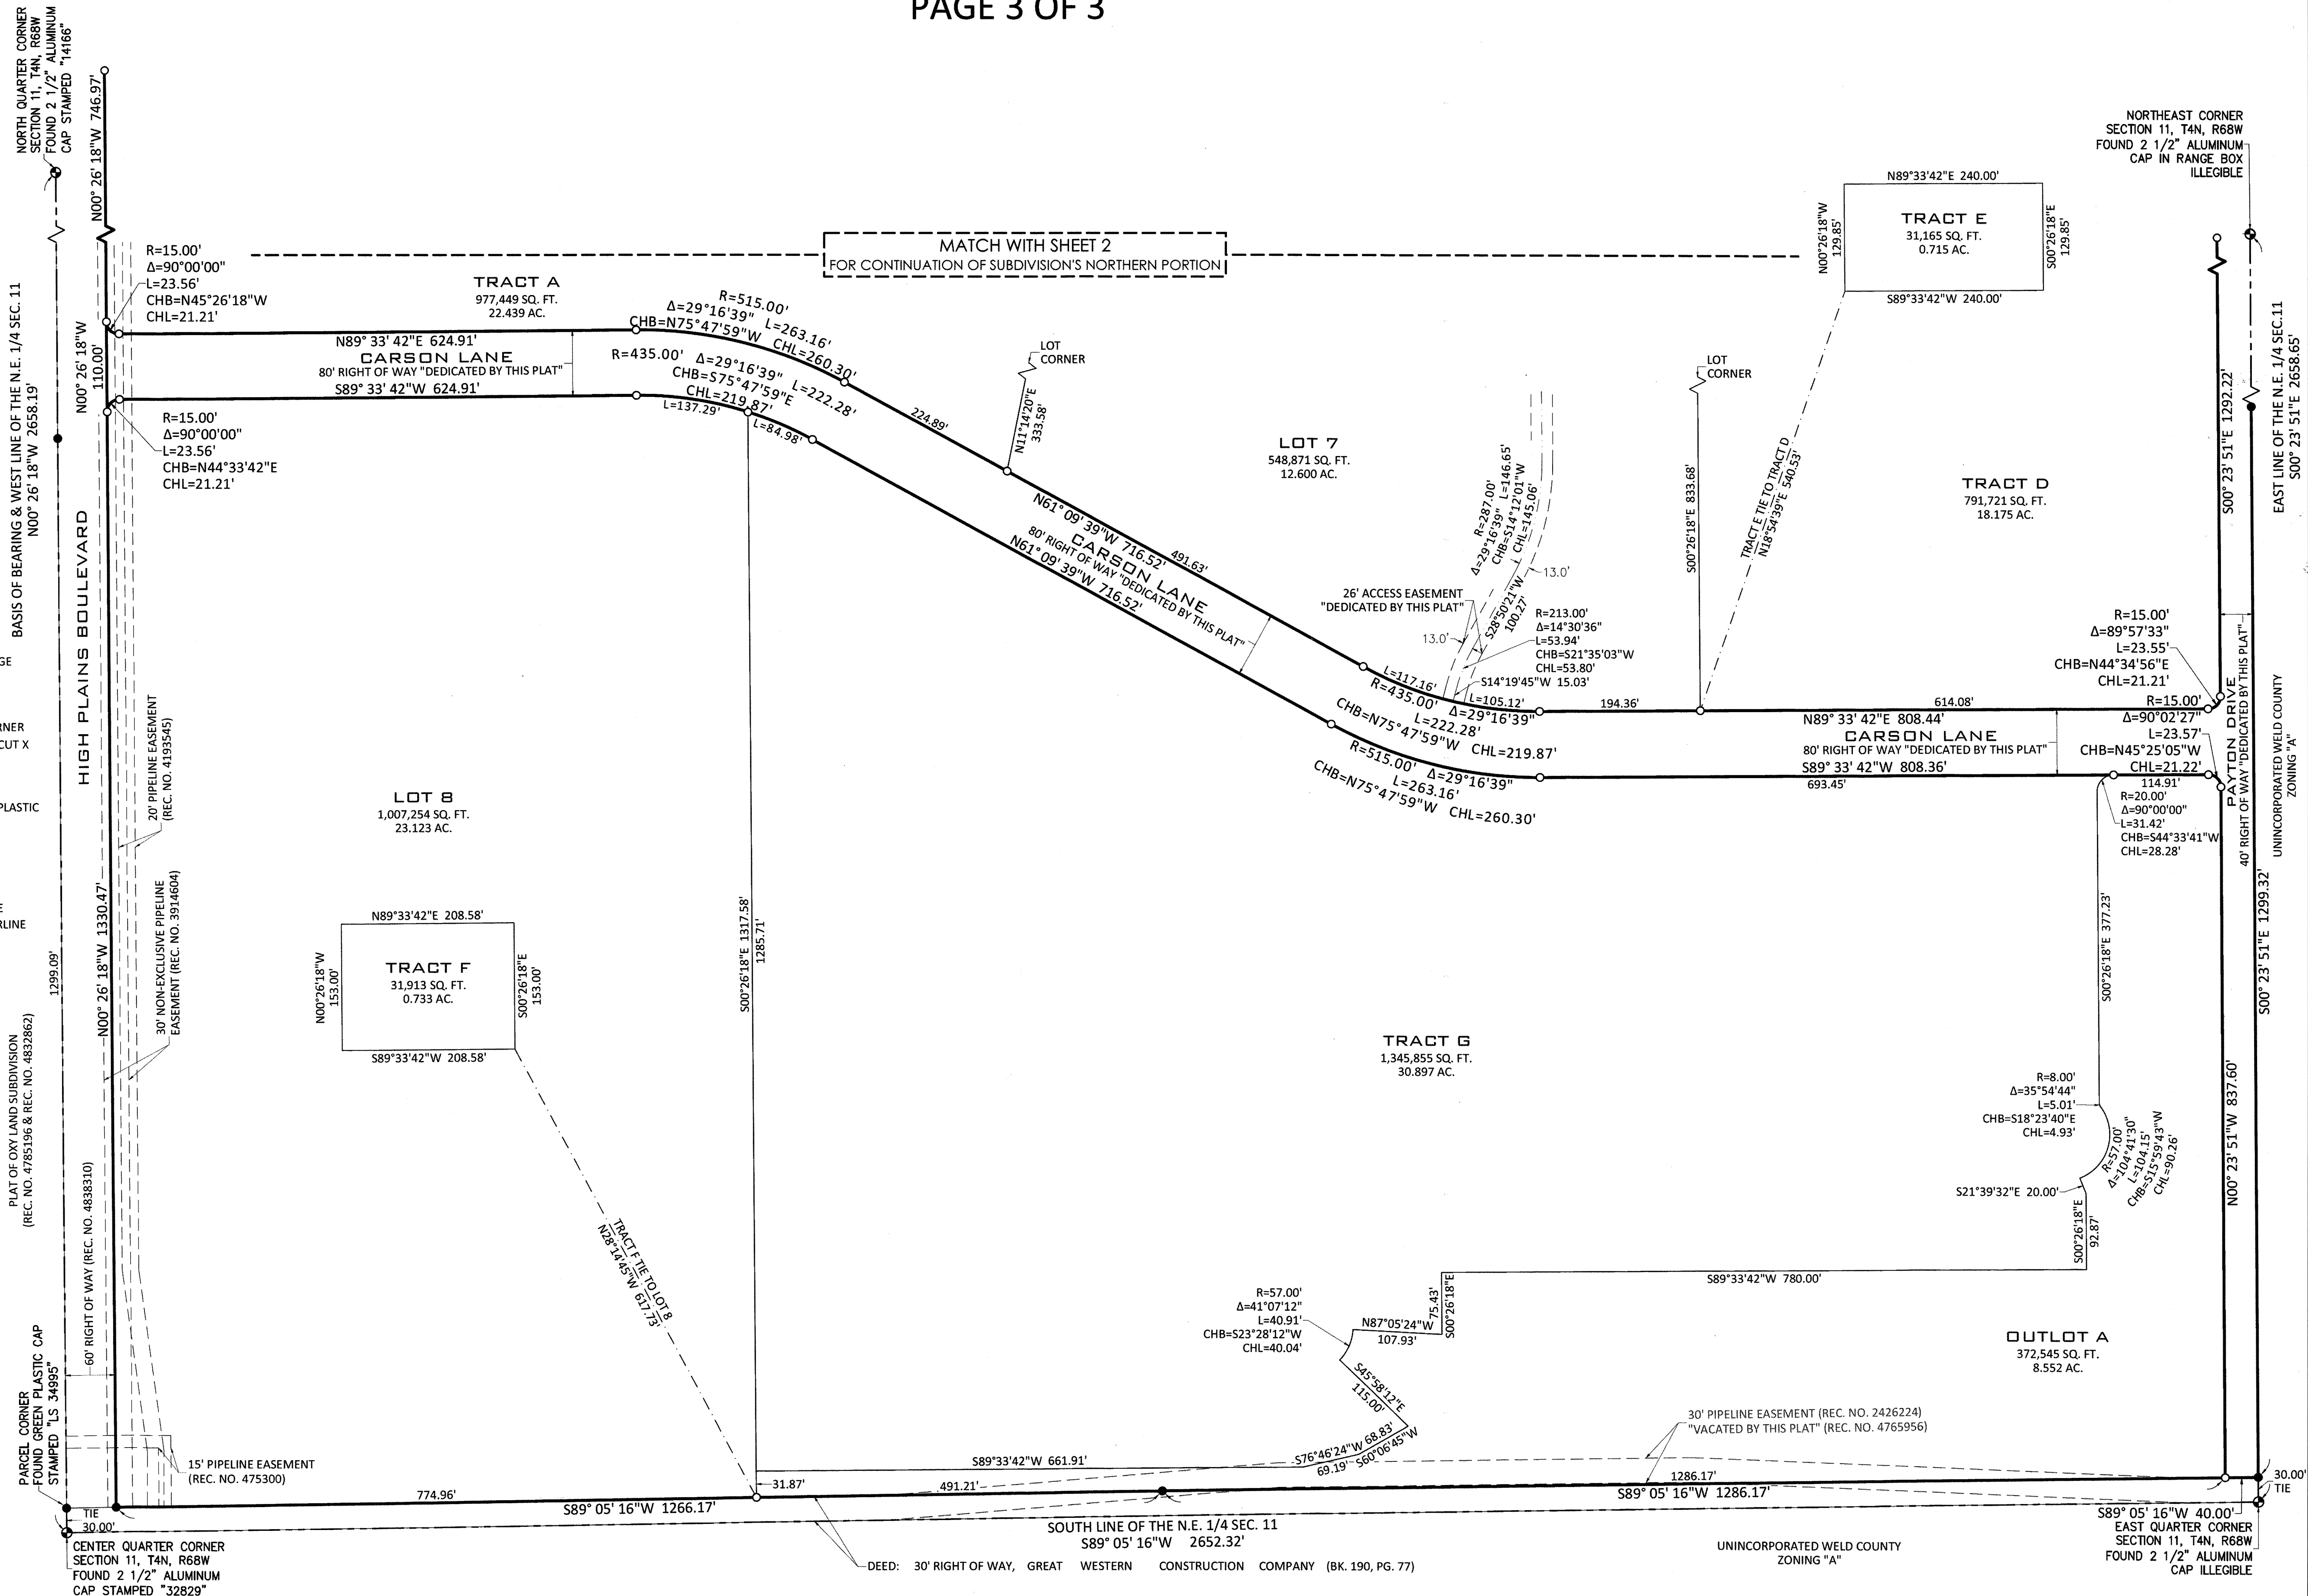 PAGE 3 OF 3
NORTH QUARTER CORNER
SECTION 11, T4N, R68W
FOUND 2 1/2" ALUMINUM
CAP STAMPED "14166"
N00° 26' 18"W 746.97'
BASIS OF BEARING & WEST LINE OF THE N.E. 1/4 SEC. 11
N00° 26' 18"W 2658.19'
HIGH PLAINS BOULEVARD
N00° 26' 18"W
110.00'
R=15.00'
Δ=90°00'00"
L=23.56'
CHB=N45°26'18"W
CHL=21.21'
MATCH WITH SHEET 2
FOR CONTINUATION OF SUBDIVISION'S NORTHERN PORTION
TRACT A
977,449 SQ. FT.
22.439 AC.
N89° 33' 42"E 624.91'
CARSON LANE
80' RIGHT OF WAY "DEDICATED BY THIS PLAT"
S89° 33' 42"W 624.91'
R=15.00'
Δ=90°00'00"
L=23.56'
CHB=N44°33'42"E
CHL=21.21'
R=515.00'
Δ=29°16'39" L=263.16'
CHB=N75°47'59"W CHL=260.30'
R=435.00' Δ=29°16'39" L=222.28'
CHB=S75°47'59"E
CHL=219.87'
L=137.29'
L=84.98'
224.89'
LOT
CORNER
N11°14'20"E
333.58'
N61° 09' 39"W 716.52'
491.63'
CARSON LANE
80' RIGHT OF WAY "DEDICATED BY THIS PLAT"
N61° 09' 39"W 716.52'
LOT 7
548,871 SQ. FT.
12.600 AC.
R=287.00'
Δ=29°16'39" L=146.65'
CHB=S14°12'01"W
CHL=145.06'
13.0'
S28°50'21"W
100.27'
26' ACCESS EASEMENT
"DEDICATED BY THIS PLAT"
13.0'
R=213.00'
Δ=14°30'36"
L=53.94'
CHB=S21°35'03"W
CHL=53.80'
S14°19'45"W 15.03'
L=117.16'
L=105.12'
R=435.00' Δ=29°16'39"
L=222.28'
CHB=N75°47'59"W CHL=219.87'
R=515.00' Δ=29°16'39"
L=263.16'
CHB=N75°47'59"W CHL=260.30'
LOT
CORNER
S00°26'18"E 833.68'
TRACT E TIE TO TRACT D
N18°54'39"E 540.53'
N89°33'42"E 240.00'
N00°26'18"W
129.85'
TRACT E
31,165 SQ. FT.
0.715 AC.
S00°26'18"E
129.85'
S89°33'42"W 240.00'
TRACT D
791,721 SQ. FT.
18.175 AC.
NORTHEAST CORNER
SECTION 11, T4N, R68W
FOUND 2 1/2" ALUMINUM
CAP IN RANGE BOX
ILLEGIBLE
S00° 23' 51"E 1292.22'
EAST LINE OF THE N.E. 1/4 SEC.11
S00° 23' 51"E 2658.65'
194.36'
614.08'
N89° 33' 42"E 808.44'
CARSON LANE
80' RIGHT OF WAY "DEDICATED BY THIS PLAT"
S89° 33' 42"W 808.36'
693.45'
114.91'
R=15.00'
Δ=89°57'33"
L=23.55'
CHB=N44°34'56"E
CHL=21.21'
R=15.00'
Δ=90°02'27"
L=23.57'
CHB=N45°25'05"W
CHL=21.22'
PAYTON DRIVE
40' RIGHT OF WAY "DEDICATED BY THIS PLAT"
UNINCORPORATED WELD COUNTY
ZONING "A"
R=20.00'
Δ=90°00'00"
L=31.42'
CHB=S44°33'41"W
CHL=28.28'
S00°26'18"E 377.23'
S00° 23' 51"E 1299.32'
GE
RNER
CUT X
PLASTIC
E
RLINE
20' PIPELINE EASEMENT
(REC. NO. 4193545)
30' NON-EXCLUSIVE PIPELINE
EASEMENT (REC. NO. 3914604)
N00° 26' 18"W 1330.47'
1299.09'
LOT 8
1,007,254 SQ. FT.
23.123 AC.
N89°33'42"E 208.58'
N00°26'18"W
153.00'
TRACT F
31,913 SQ. FT.
0.733 AC.
S00°26'18"E
153.00'
S89°33'42"W 208.58'
TRACT F TIE TO LOT 8
N28°14'45"W 617.73'
S00°26'18"E 1317.58'
1285.71'
TRACT G
1,345,855 SQ. FT.
30.897 AC.
R=8.00'
Δ=35°54'44"
L=5.01'
CHB=S18°23'40"E
CHL=4.93'
R=57.00'
Δ=104°41'30"
L=104.15'
CHB=S15°59'43"W
CHL=90.26'
S21°39'32"E 20.00'
S00°26'18"E
92.87'
N00° 23' 51"W 837.60'
S89°33'42"W 780.00'
75.43'
S00°26'18"E
N87°05'24"W
107.93'
R=57.00'
Δ=41°07'12"
L=40.91'
CHB=S23°28'12"W
CHL=40.04'
S45°58'12"E
115.00'
S76°46'24"W 68.83'
69.19' S60°06'45"W
OUTLOT A
372,545 SQ. FT.
8.552 AC.
30' PIPELINE EASEMENT (REC. NO. 2426224)
"VACATED BY THIS PLAT" (REC. NO. 4765956)
PLAT OF OXY LAND SUBDIVISION
(REC. NO. 4785196 & REC. NO. 4832862)
60' RIGHT OF WAY (REC. NO. 4838310)
PARCEL CORNER
FOUND GREEN PLASTIC CAP
STAMPED "LS 34995"
15' PIPELINE EASEMENT
(REC. NO. 475300)
S89°33'42"W 661.91'
31.87'
491.21'
774.96'
S89° 05' 16"W 1266.17'
1286.17'
S89° 05' 16"W 1286.17'
TIE
30.00'
30.00'
TIE
S89° 05' 16"W 40.00'
SOUTH LINE OF THE N.E. 1/4 SEC. 11
S89° 05' 16"W 2652.32'
CENTER QUARTER CORNER
SECTION 11, T4N, R68W
FOUND 2 1/2" ALUMINUM
CAP STAMPED "32829"
DEED: 30' RIGHT OF WAY, GREAT WESTERN CONSTRUCTION COMPANY (BK. 190, PG. 77)
UNINCORPORATED WELD COUNTY
ZONING "A"
EAST QUARTER CORNER
SECTION 11, T4N, R68W
FOUND 2 1/2" ALUMINUM
CAP ILLEGIBLE